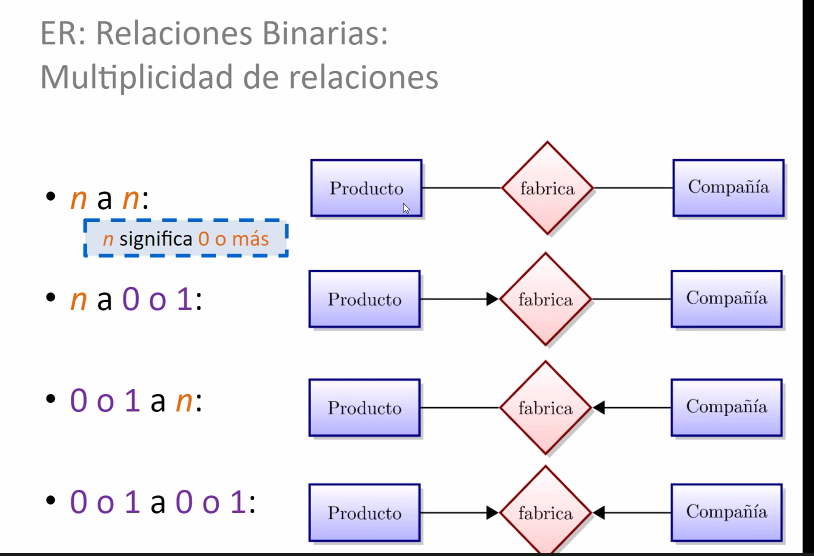 ER: Relaciones Binarias:
Multiplicidad de relaciones
• n a n:
Producto fabrica Compañía
n significa 0 o más
• n a 0 o 1:
Producto fabrica Compañía
• 0 o 1 a n:
Producto fabrica Compañía
• 0 o 1 a 0 o 1:
Producto fabrica Compañía